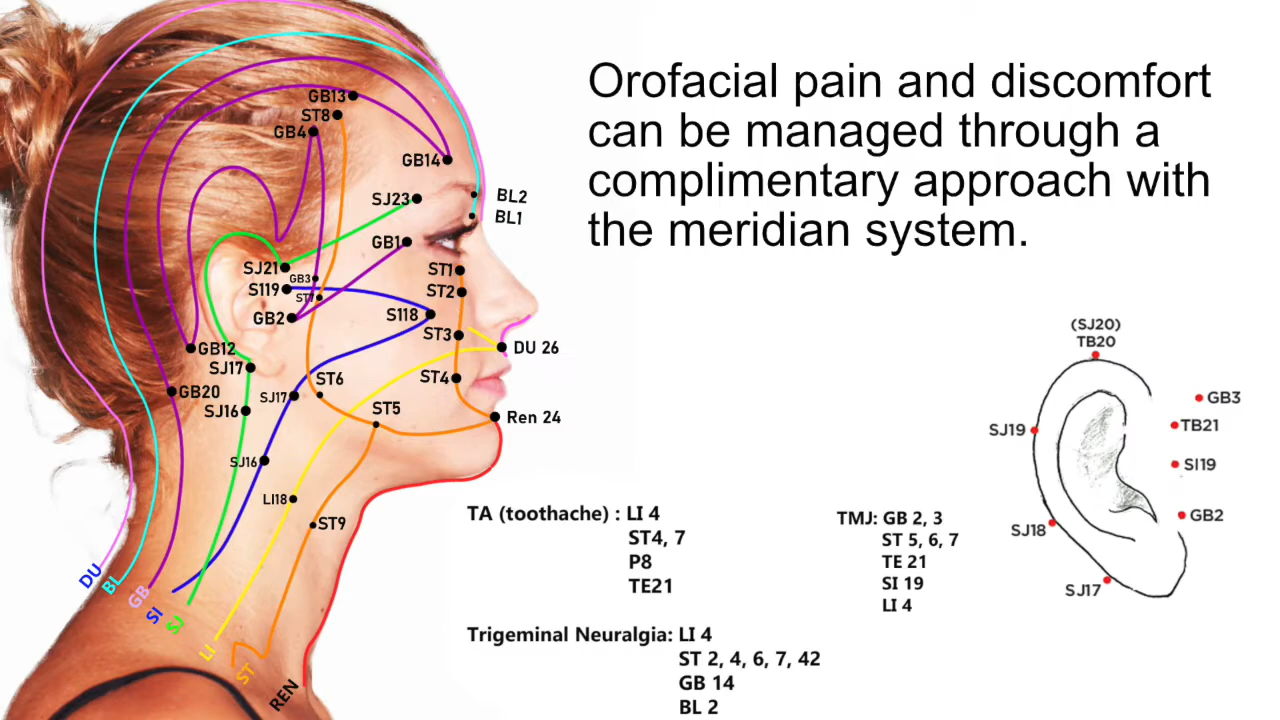 Orofacial pain and discomfort
can be managed through a
complimentary approach with
the meridian system.
GB13
ST8
GB4
GB14
SJ23
BL2
BL1
GB1
SJ21
GB3
ST1
S119
ST7
ST2
GB2
S118
ST3
GB12
DU 26
SJ17
ST6
ST4
GB20
SJ17
SJ16
ST5
Ren 24
SJ16
LI18
ST9
DU
BL
GB
SI
SJ
LI
ST
REN
(SJ20)
TB20
GB3
SJ19
TB21
SI19
GB2
SJ18
SJ17
TA (toothache) : LI 4
ST4, 7
P8
TE21
TMJ: GB 2, 3
ST 5, 6, 7
TE 21
SI 19
LI 4
Trigeminal Neuralgia: LI 4
ST 2, 4, 6, 7, 42
GB 14
BL 2